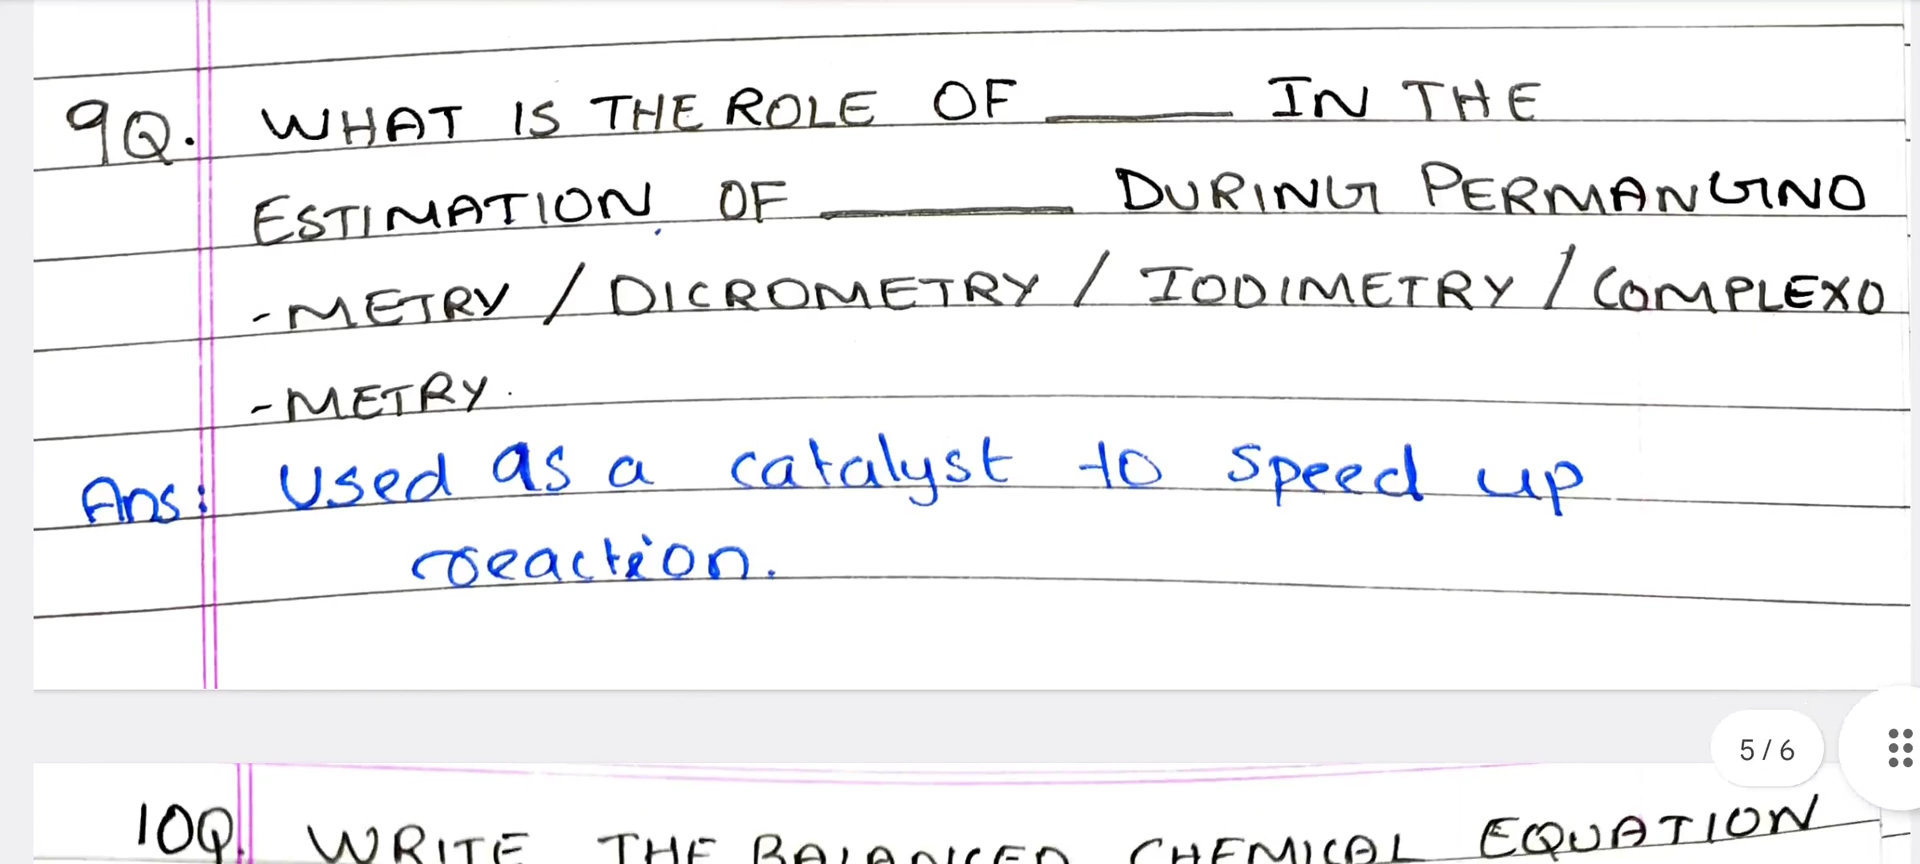 9Q. WHAT IS THE ROLE OF ______ IN THE
ESTIMATION OF ______ DURING PERMANGNO
-METRY / DICROMETRY / IODIMETRY / COMPLEXO
-METRY.
Ans: Used as a catalyst to speed up
reaction.
5 / 6
10Q. WRITE THE BALANCED CHEMICAL EQUATION